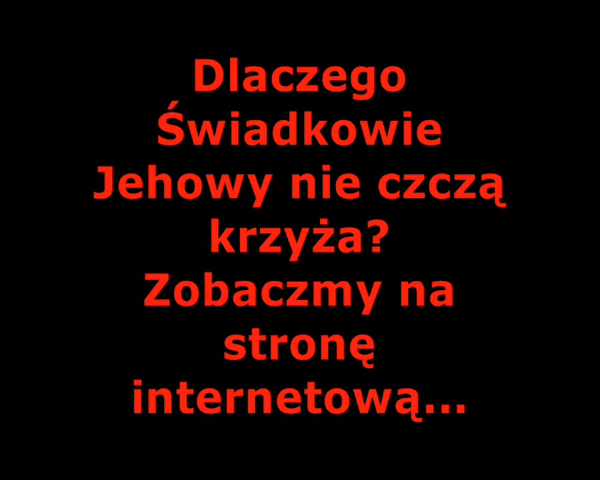 Dlaczego
Świadkowie
Jehowy nie czczą
krzyża?
Zobaczmy na
stronę
internetową...